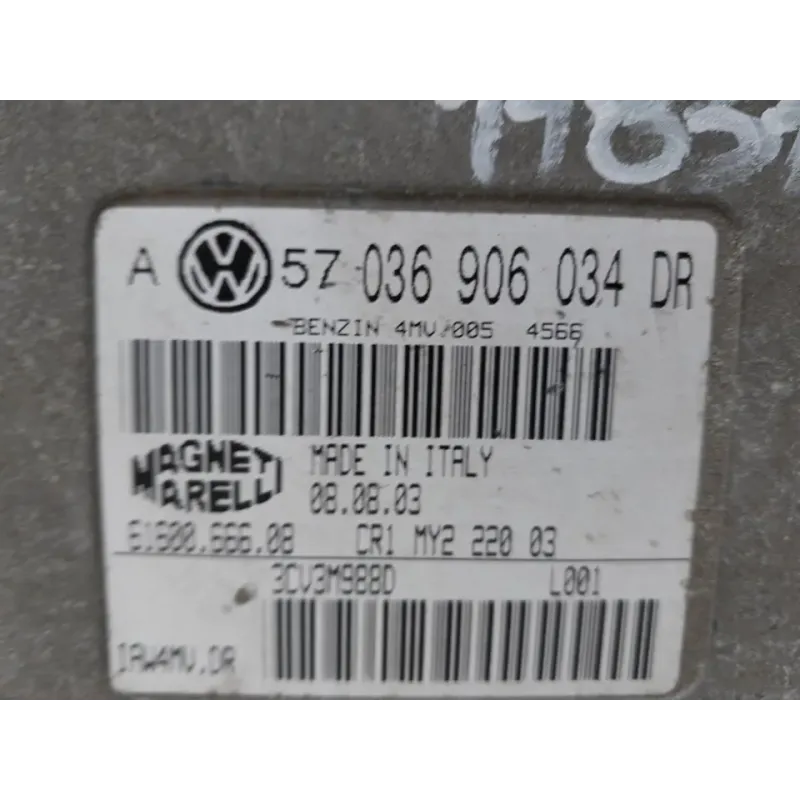 A VW 57 036 906 034 DR
BENZIN 4MV.005 4566
MAGNETI
MARELLI
MADE IN ITALY
08.08.03
61600.666.08 CR1 MY2 220 03
3CV3M988D L001
IAW4MV.DR